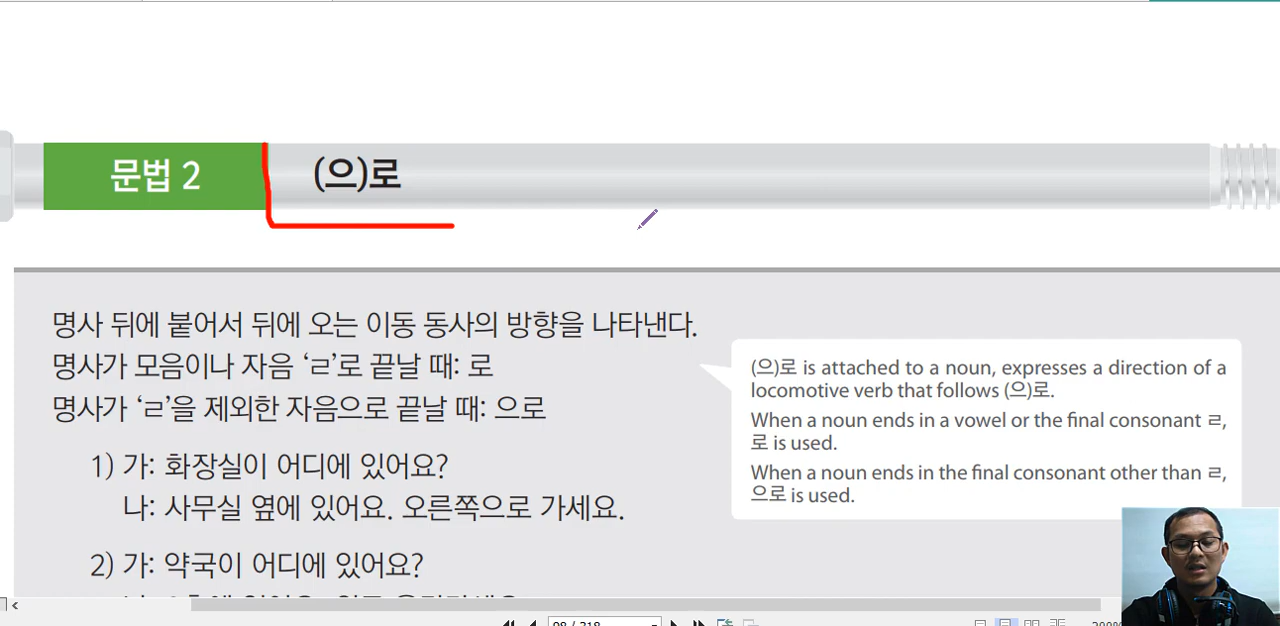 문법 2
(으)로
명사 뒤에 붙어서 뒤에 오는 이동 동사의 방향을 나타낸다.
명사가 모음이나 자음 ‘ㄹ’로 끝날 때: 로
명사가 ‘ㄹ’을 제외한 자음으로 끝날 때: 으로
(으)로 is attached to a noun, expresses a direction of a
locomotive verb that follows (으)로.
When a noun ends in a vowel or the final consonant ㄹ,
로 is used.
When a noun ends in the final consonant other than ㄹ,
으로 is used.
1) 가: 화장실이 어디에 있어요?
나: 사무실 옆에 있어요. 오른쪽으로 가세요.
2) 가: 약국이 어디에 있어요?
98 / 318